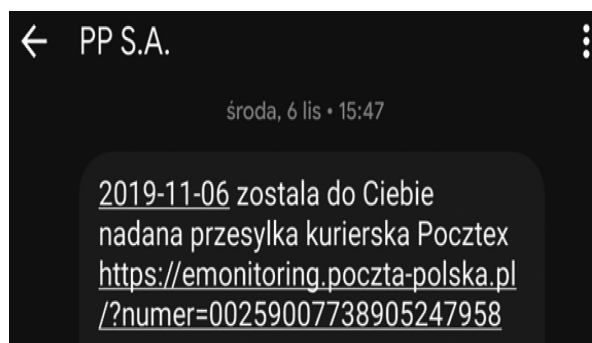 PP S.A.
środa, 6 lis • 15:47
2019-11-06 zostala do Ciebie
nadana przesylka kurierska Pocztex
https://emonitoring.poczta-polska.pl
/?numer=00259007738905247958